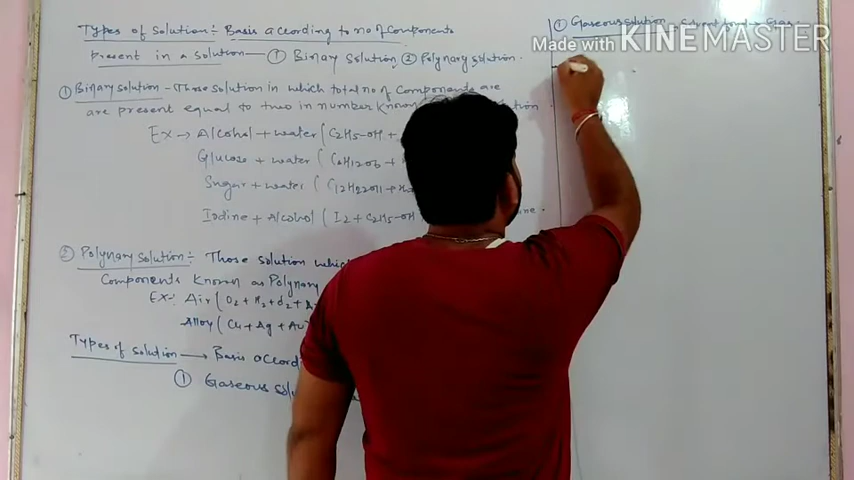 Types of Solution:- Basis according to no of Components
present in a solution — ① Binary solution ② Polynary solution.
① Binary solution - Those solution in which total no of Components are
are present equal to two in number Known
Ex → Alcohol + water ( C2H5-OH +
Glucose + water ( C6H12O6 +
Sugar + water ( C12H22O11 +
Iodine + Alcohol ( I2 + C2H5-OH
② Polynary solution :- Those solution which
Components Known as Polynary
Ex:- Air ( O2 + N2 +
Alloy ( Cu + Ag + Au
Types of solution → Basis
① Gaseous
① Gaseous solution
Made with KINEMASTER